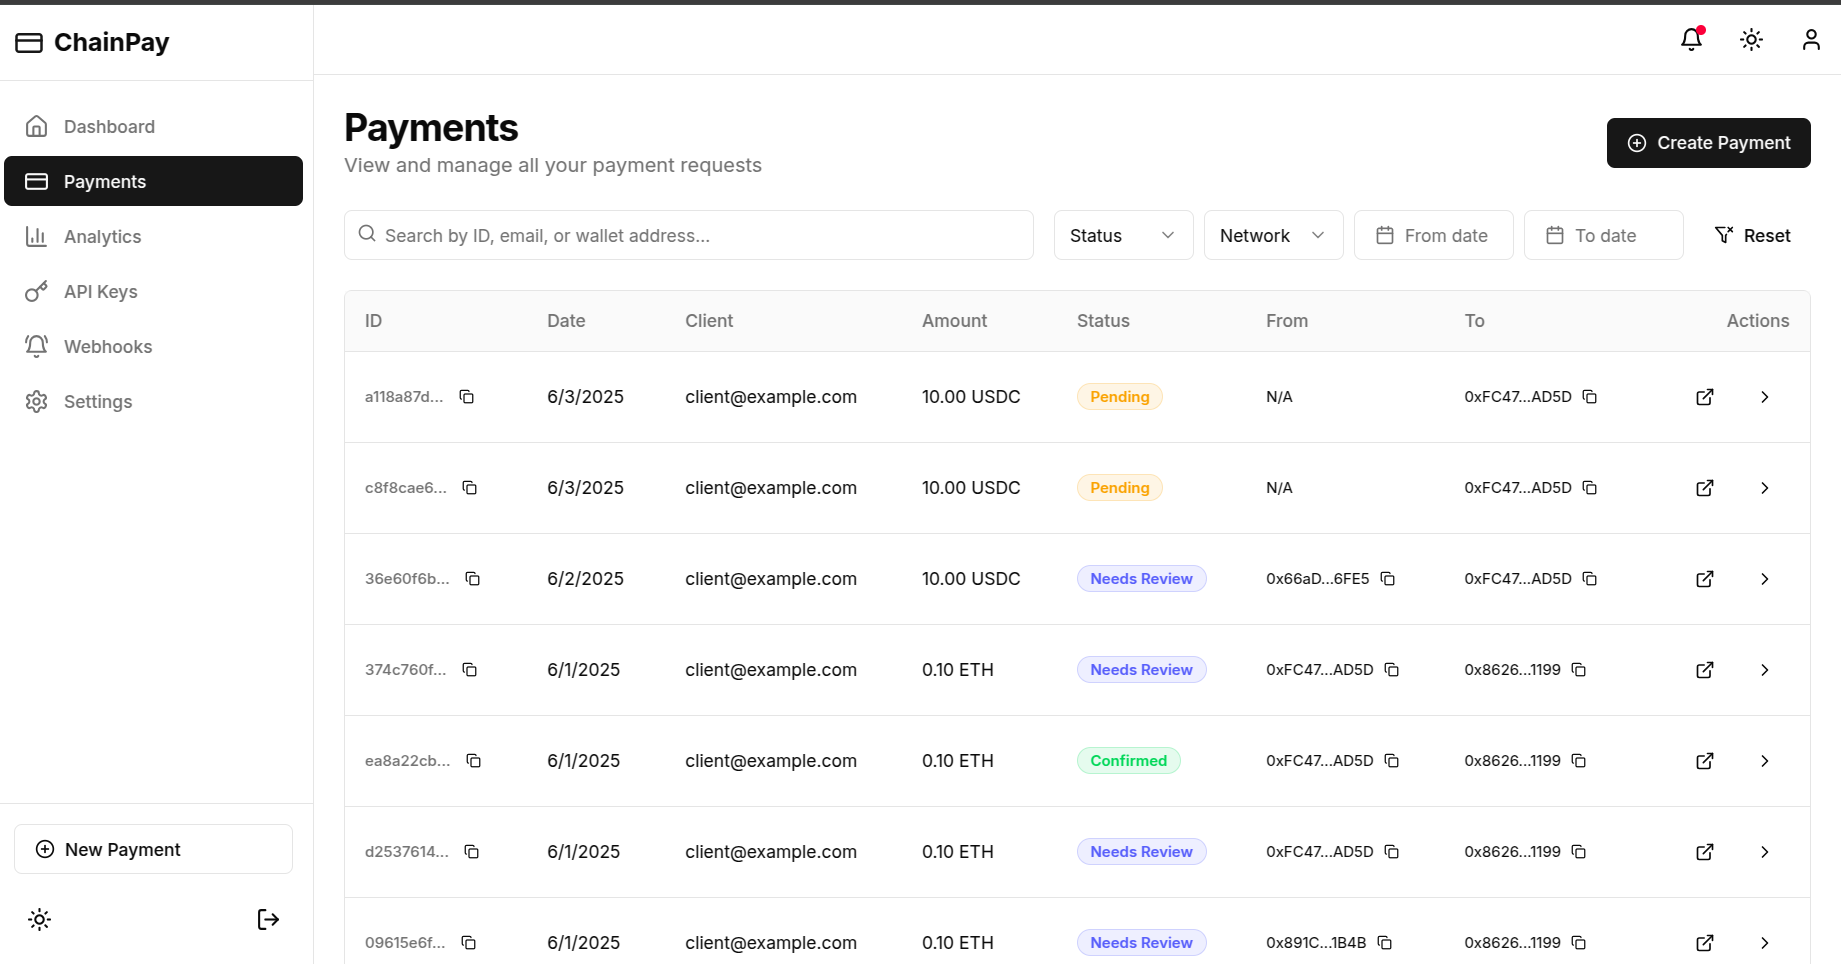 ChainPay
Dashboard
Payments
Analytics
API Keys
Webhooks
Settings
New Payment
Payments
View and manage all your payment requests
Create Payment
Search by ID, email, or wallet address...
Status
Network
From date
To date
Reset
ID Date Client Amount Status From To Actions
a118a87d... 6/3/2025 client@example.com 10.00 USDC Pending N/A 0xFC47...AD5D
c8f8cae6... 6/3/2025 client@example.com 10.00 USDC Pending N/A 0xFC47...AD5D
36e60f6b... 6/2/2025 client@example.com 10.00 USDC Needs Review 0x66aD...6FE5 0xFC47...AD5D
374c760f... 6/1/2025 client@example.com 0.10 ETH Needs Review 0xFC47...AD5D 0x8626...1199
ea8a22cb... 6/1/2025 client@example.com 0.10 ETH Confirmed 0xFC47...AD5D 0x8626...1199
d2537614... 6/1/2025 client@example.com 0.10 ETH Needs Review 0xFC47...AD5D 0x8626...1199
09615e6f... 6/1/2025 client@example.com 0.10 ETH Needs Review 0x891C...1B4B 0x8626...1199